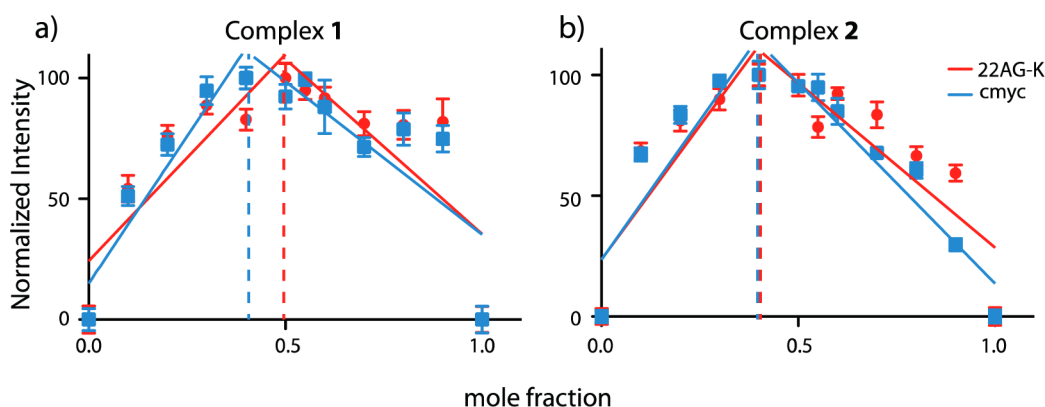 a)
Complex 1
b)
Complex 2
22AG-K
cmyc
Normalized Intensity
100
50
0
0.0
0.5
1.0
100
50
0
0.0
0.5
1.0
mole fraction